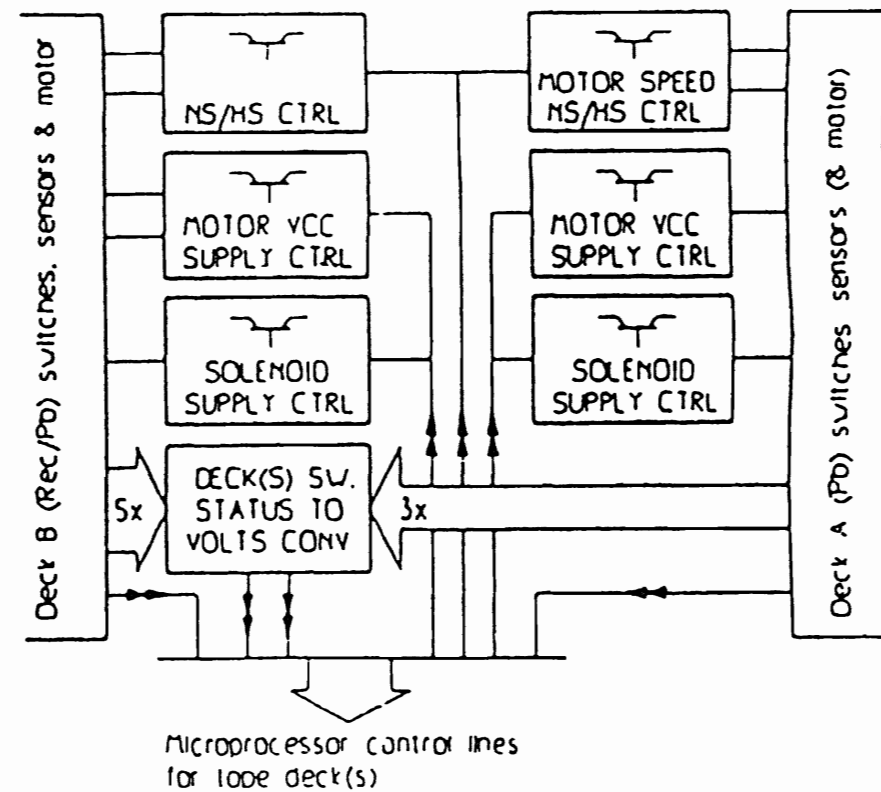 Deck B (Rec/PB) switches, sensors & motor
NS/HS CTRL
MOTOR VCC
SUPPLY CTRL
SOLENOID
SUPPLY CTRL
5x
DECK(S) SW.
STATUS TO
VOLTS CONV
3x
MOTOR SPEED
NS/HS CTRL
MOTOR VCC
SUPPLY CTRL
SOLENOID
SUPPLY CTRL
Deck A (PB) switches sensors (& motor)
Microprocessor control lines
for tape deck(s)